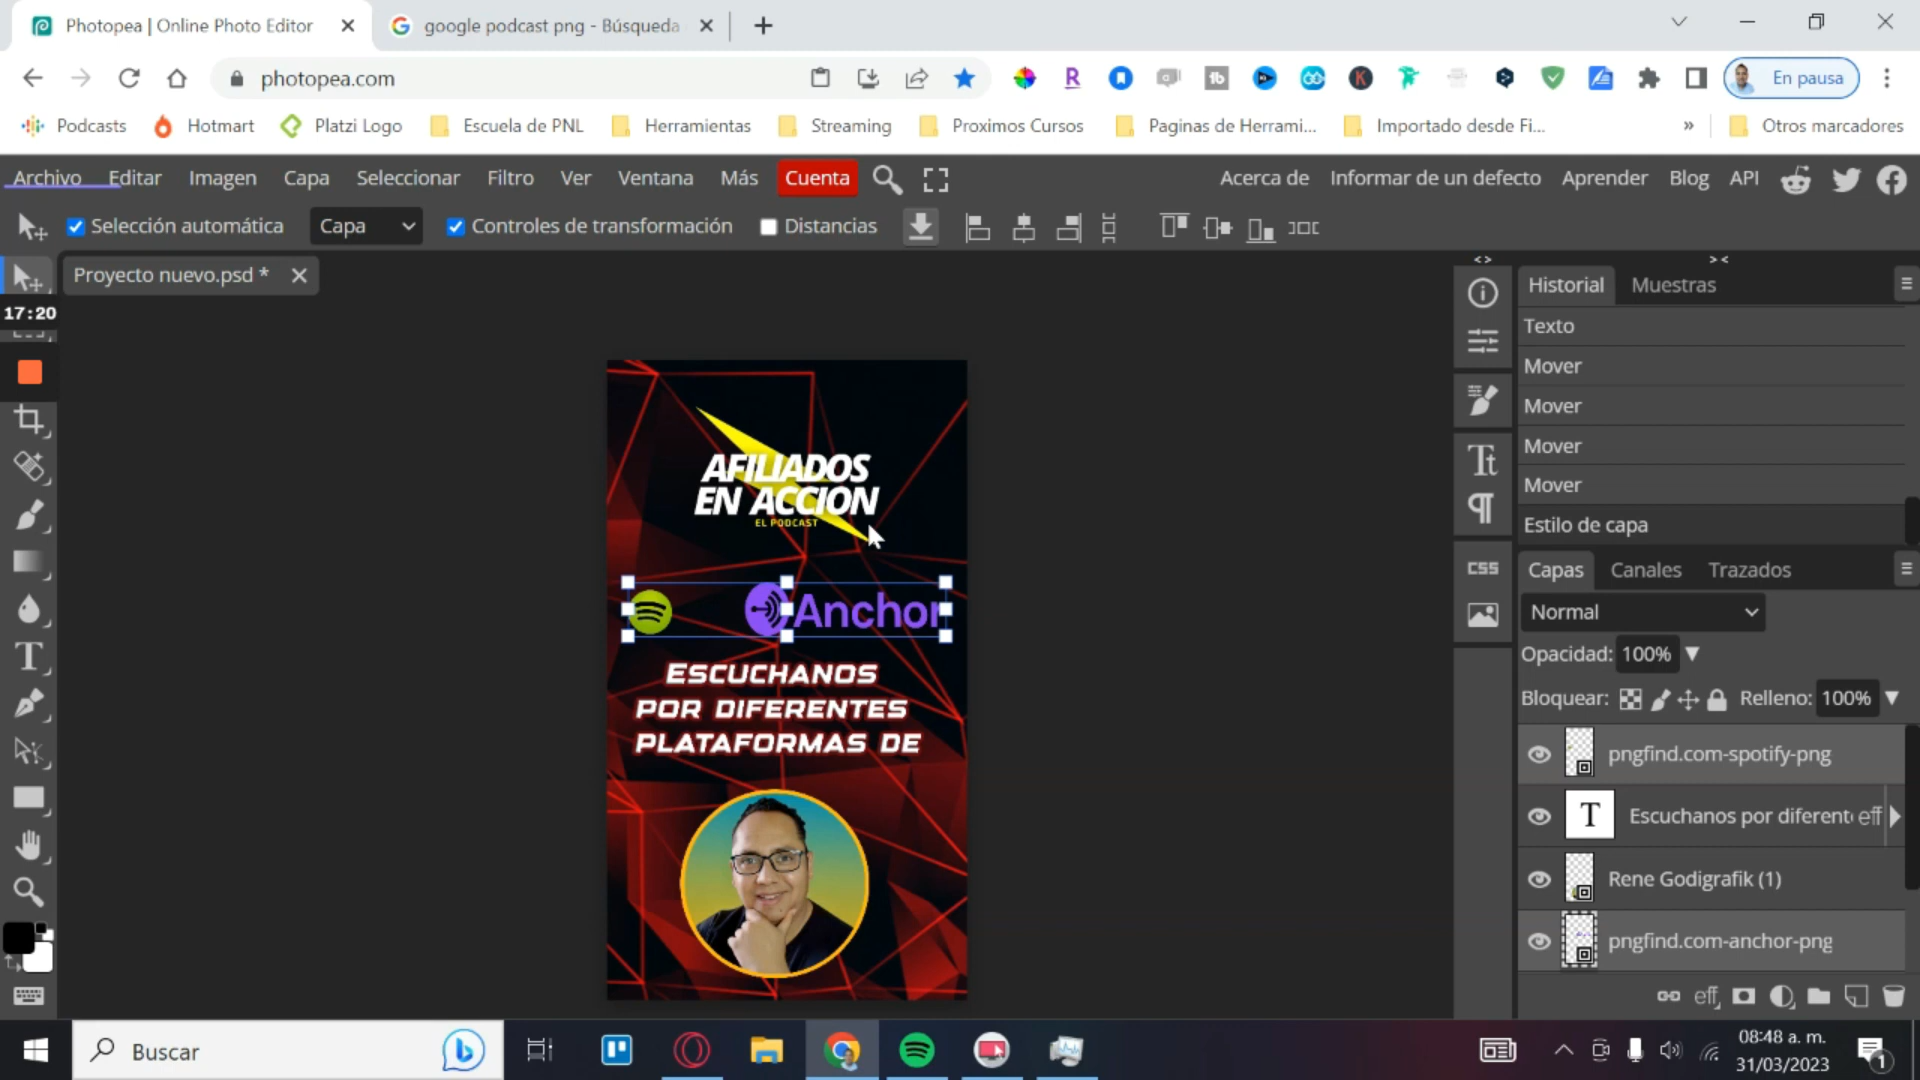 Photopea | Online Photo Editor
google podcast png - Búsqueda
photopea.com
En pausa
Podcasts
Hotmart
Platzi Logo
Escuela de PNL
Herramientas
Streaming
Proximos Cursos
Paginas de Herrami...
Importado desde Fi...
»
Otros marcadores
Archivo
Editar
Imagen
Capa
Seleccionar
Filtro
Ver
Ventana
Más
Cuenta
Acerca de
Informar de un defecto
Aprender
Blog
API
Selección automática
Capa
Controles de transformación
Distancias
Proyecto nuevo.psd *
17:20
AFILIADOS
EN ACCION
EL PODCAST
Anchor
ESCUCHANOS
POR DIFERENTES
PLATAFORMAS DE
Historial
Muestras
Texto
Mover
Mover
Mover
Mover
Estilo de capa
CSS
Capas
Canales
Trazados
Normal
Opacidad: 100%
Bloquear:
Relleno: 100%
pngfind.com-spotify-png
Escuchanos por diferent
eff
Rene Godigrafik (1)
pngfind.com-anchor-png
eff
Buscar
08:48 a. m.
31/03/2023
1